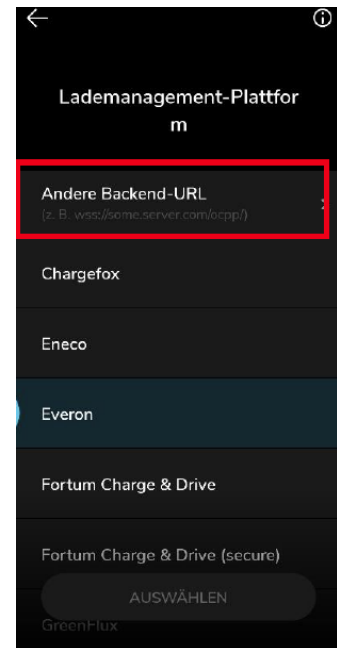 Lademanagement-Plattfor
m
Andere Backend-URL
(z. B. wss://some.server.com/ocpp/)
Chargefox
Eneco
Everon
Fortum Charge & Drive
Fortum Charge & Drive (secure)
AUSWÄHLEN
GreenFlux